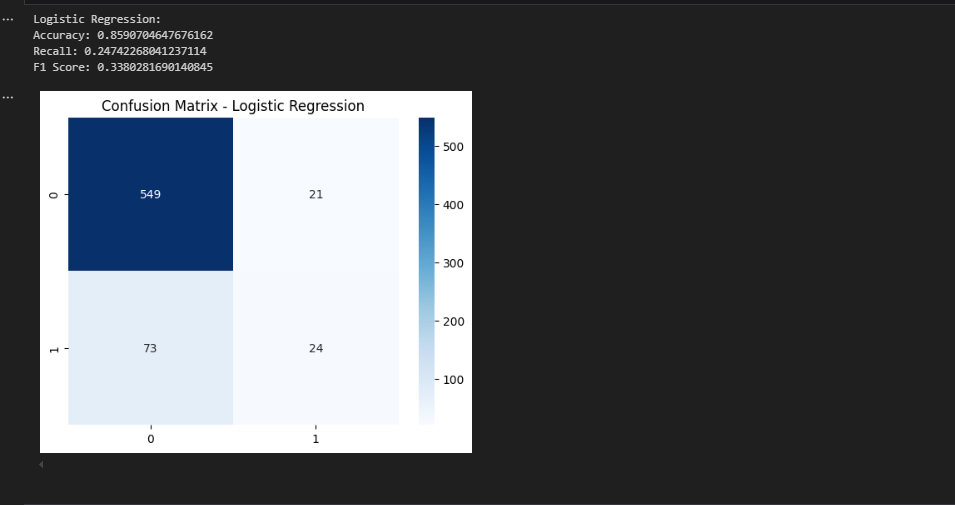 Logistic Regression:
Accuracy: 0.8590704647676162
Recall: 0.24742268041237114
F1 Score: 0.3380281690140845
Confusion Matrix - Logistic Regression
0
549
21
1
73
24
0
1
500
400
300
200
100